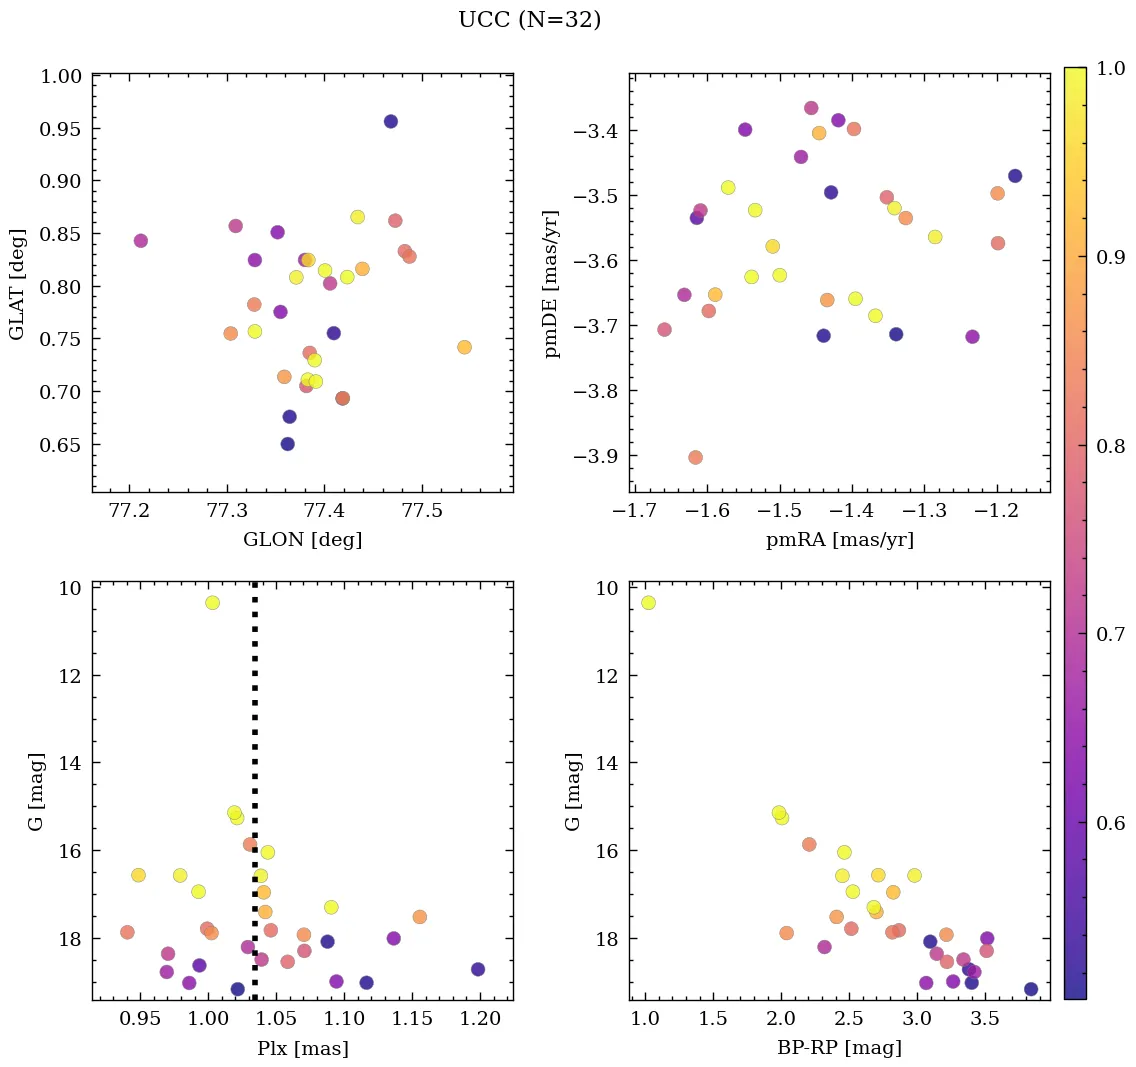 UCC (N=32)
1.00
0.95
0.90
0.85
0.80
0.75
0.70
0.65
GLAT [deg]
77.2 77.3 77.4 77.5
GLON [deg]
−3.4
−3.5
−3.6
−3.7
−3.8
−3.9
pmDE [mas/yr]
−1.7 −1.6 −1.5 −1.4 −1.3 −1.2
pmRA [mas/yr]
10
12
14
16
18
G [mag]
0.95 1.00 1.05 1.10 1.15 1.20
Plx [mas]
10
12
14
16
18
G [mag]
1.0 1.5 2.0 2.5 3.0 3.5
BP-RP [mag]
1.0
0.9
0.8
0.7
0.6